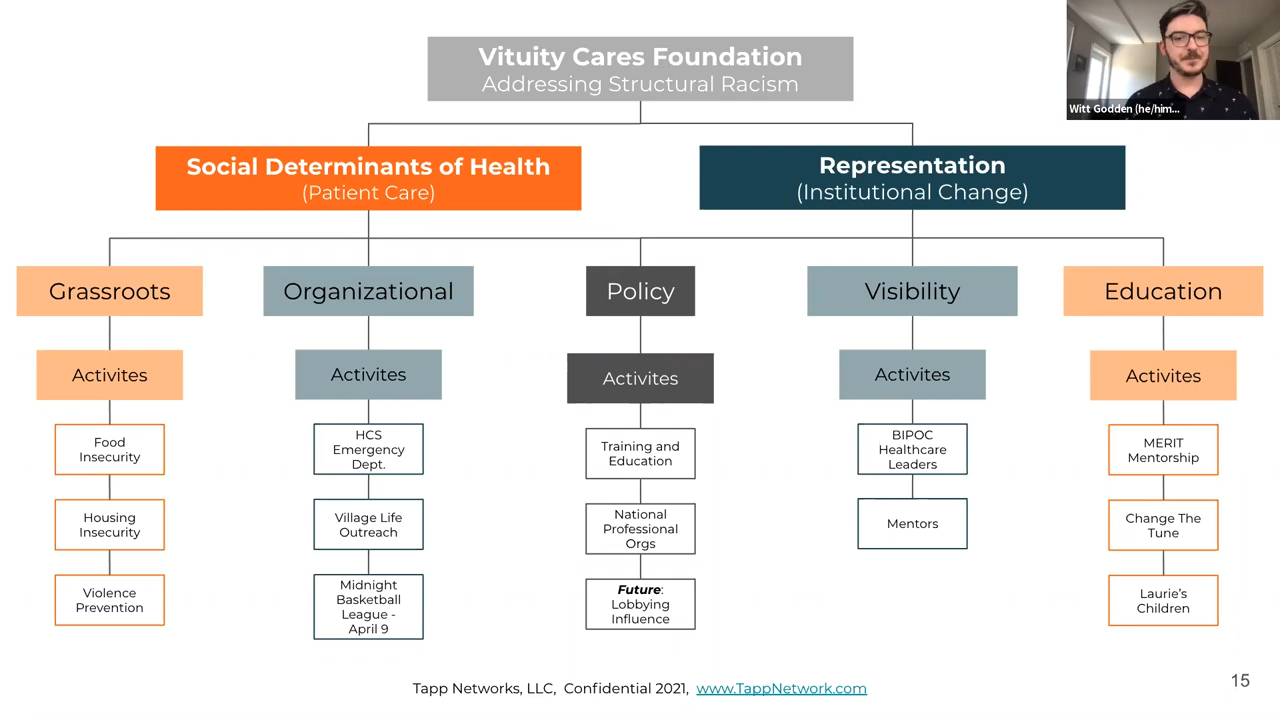 Vituity Cares Foundation
Addressing Structural Racism
Witt Godden (he/him...
Social Determinants of Health
(Patient Care)
Representation
(Institutional Change)
Grassroots
Organizational
Policy
Visibility
Education
Activites
Activites
Activites
Activites
Activites
Food
Insecurity
Housing
Insecurity
Violence
Prevention
HCS
Emergency
Dept.
Village Life
Outreach
Midnight
Basketball
League -
April 9
Training and
Education
National
Professional
Orgs
Future:
Lobbying
Influence
BIPOC
Healthcare
Leaders
Mentors
MERIT
Mentorship
Change The
Tune
Laurie's
Children
Tapp Networks, LLC, Confidential 2021, www.TappNetwork.com
15